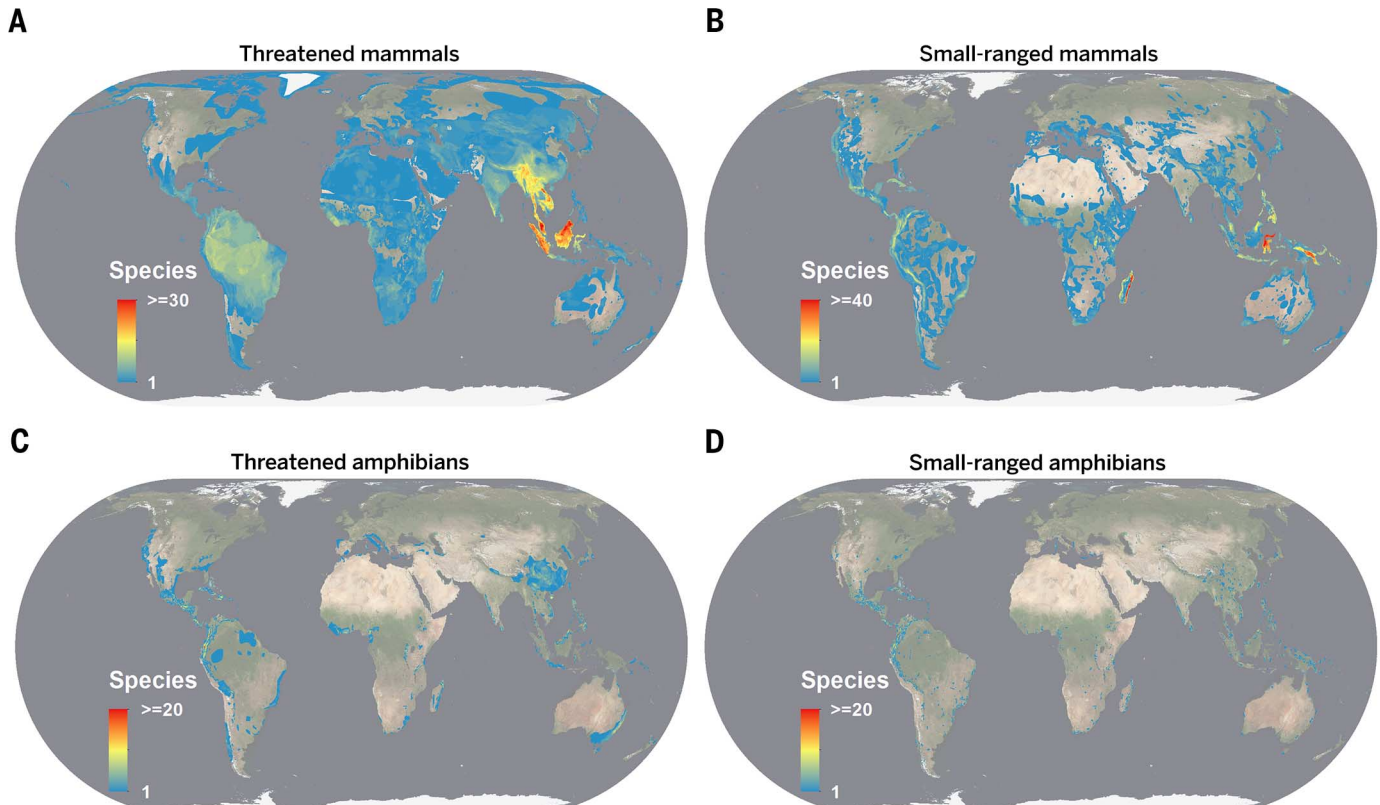 A
Threatened mammals
Species
>=30
1
B
Small-ranged mammals
Species
>=40
1
C
Threatened amphibians
Species
>=20
1
D
Small-ranged amphibians
Species
>=20
1